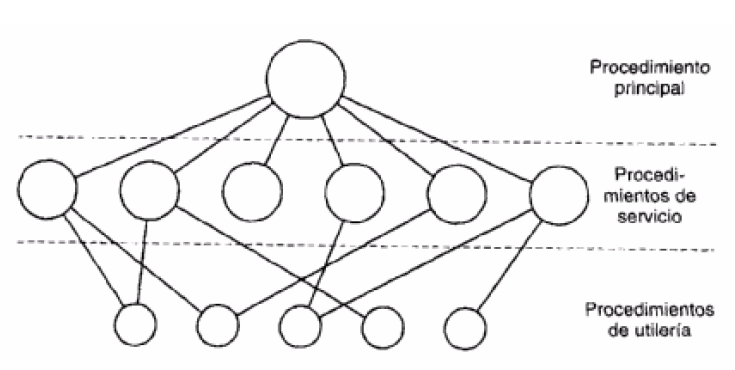 Procedimiento
principal
Procedi-
mientos de
servicio
Procedimientos
de utilería